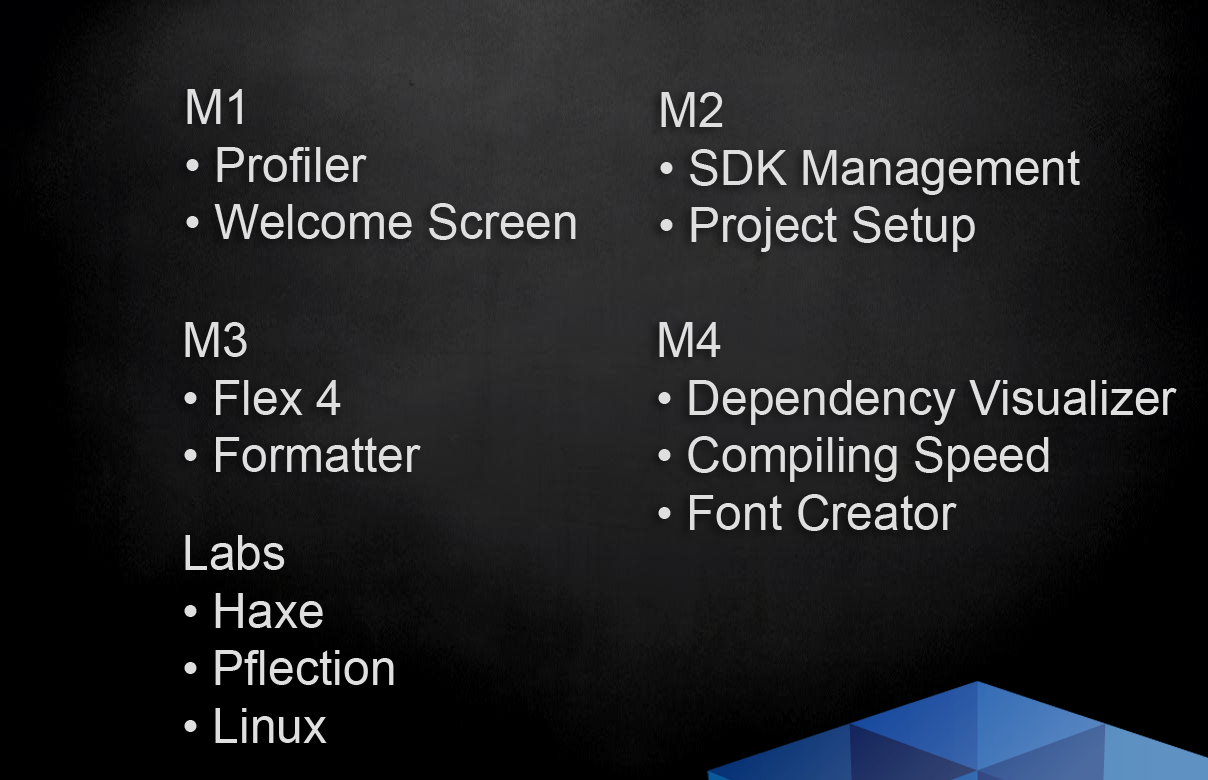 M1
• Profiler
• Welcome Screen
M2
• SDK Management
• Project Setup
M3
• Flex 4
• Formatter
M4
• Dependency Visualizer
• Compiling Speed
• Font Creator
Labs
• Haxe
• Pflection
• Linux